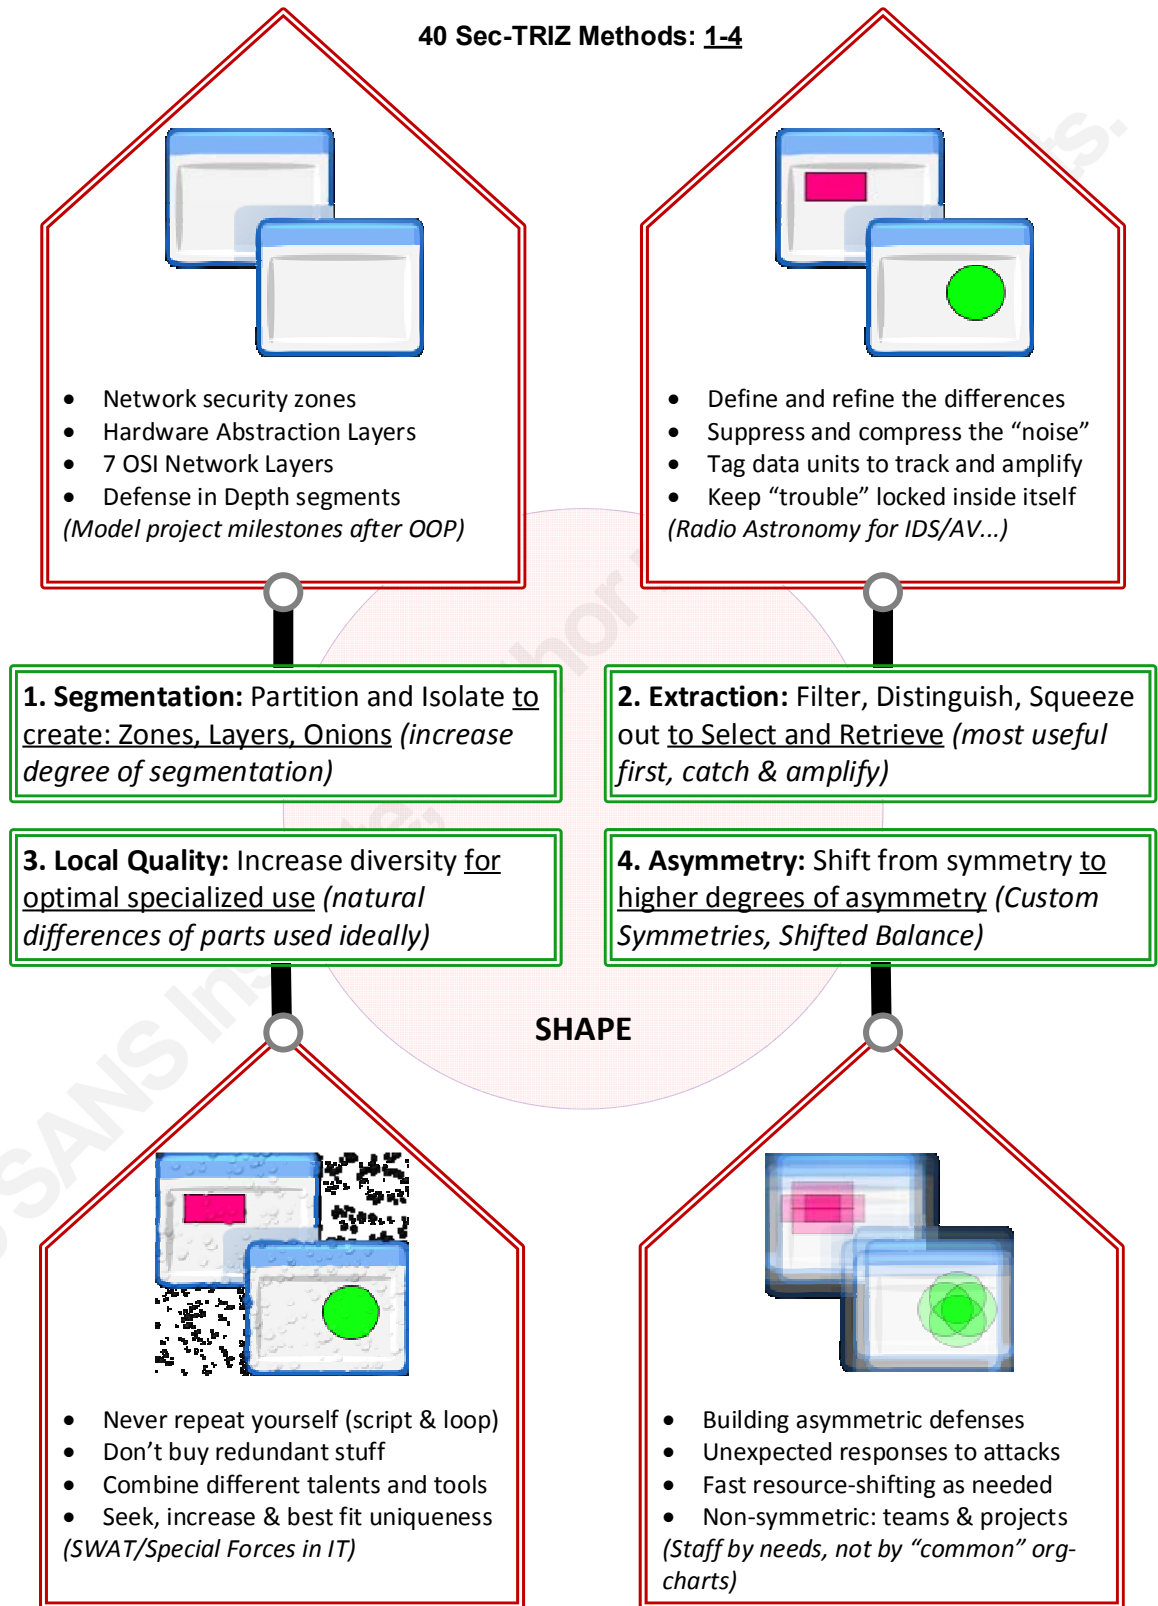 40 Sec-TRIZ Methods: 1-4
• Network security zones
• Hardware Abstraction Layers
• 7 OSI Network Layers
• Defense in Depth segments
(Model project milestones after OOP)
• Define and refine the differences
• Suppress and compress the “noise”
• Tag data units to track and amplify
• Keep “trouble” locked inside itself
(Radio Astronomy for IDS/AV...)
1. Segmentation: Partition and Isolate to
create: Zones, Layers, Onions (increase
degree of segmentation)
2. Extraction: Filter, Distinguish, Squeeze
out to Select and Retrieve (most useful
first, catch & amplify)
3. Local Quality: Increase diversity for
optimal specialized use (natural
differences of parts used ideally)
4. Asymmetry: Shift from symmetry to
higher degrees of asymmetry (Custom
Symmetries, Shifted Balance)
SHAPE
• Never repeat yourself (script & loop)
• Don’t buy redundant stuff
• Combine different talents and tools
• Seek, increase & best fit uniqueness
(SWAT/Special Forces in IT)
• Building asymmetric defenses
• Unexpected responses to attacks
• Fast resource-shifting as needed
• Non-symmetric: teams & projects
(Staff by needs, not by “common” org-
charts)
SANS